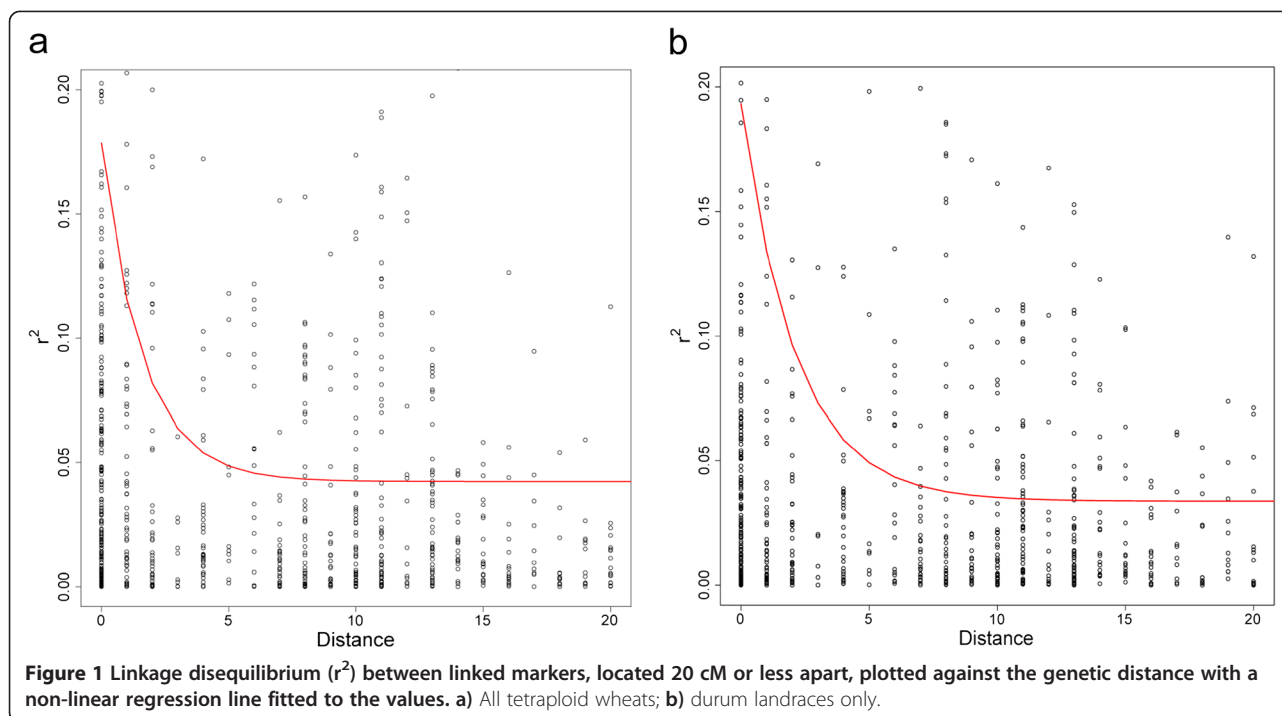 a
0.20
0.15
0.10
0.05
0.00
r²
0 5 10 15 20
Distance
b
0.20
0.15
0.10
0.05
0.00
r²
0 5 10 15 20
Distance
Figure 1 Linkage disequilibrium (r²) between linked markers, located 20 cM or less apart, plotted against the genetic distance with a
non-linear regression line fitted to the values. a) All tetraploid wheats; b) durum landraces only.